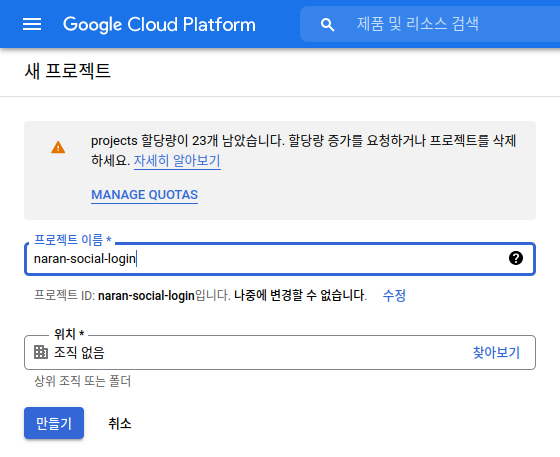 Google Cloud Platform
제품 및 리소스 검색
새 프로젝트
projects 할당량이 23개 남았습니다. 할당량 증가를 요청하거나 프로젝트를 삭제
하세요. 자세히 알아보기
MANAGE QUOTAS
프로젝트 이름 *
naran-social-login
프로젝트 ID: naran-social-login입니다. 나중에 변경할 수 없습니다. 수정
위치 *
조직 없음 찾아보기
상위 조직 또는 폴더
만들기 취소